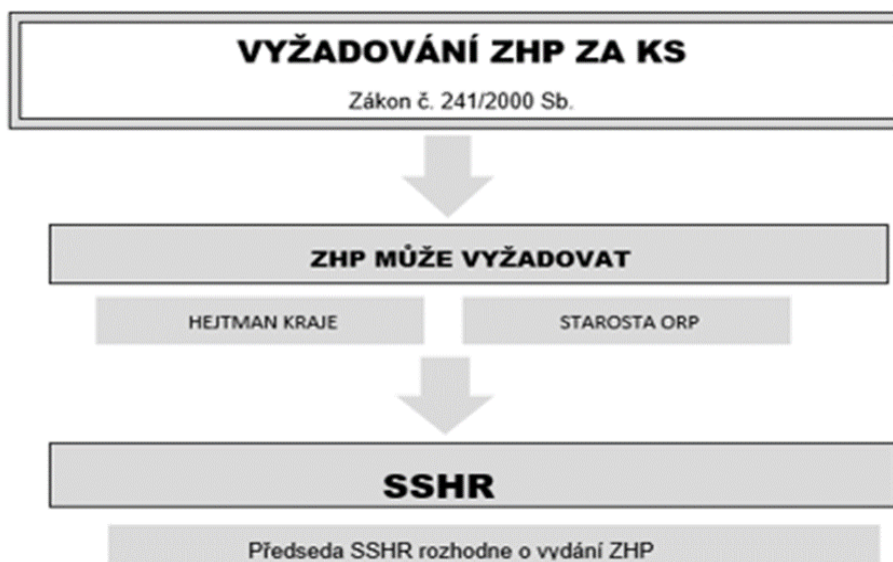 VYŽADOVÁNÍ ZHP ZA KS
Zákon č. 241/2000 Sb.
ZHP MŮŽE VYŽADOVAT
HEJTMAN KRAJE
STAROSTA ORP
SSHR
Předseda SSHR rozhodne o vydání ZHP